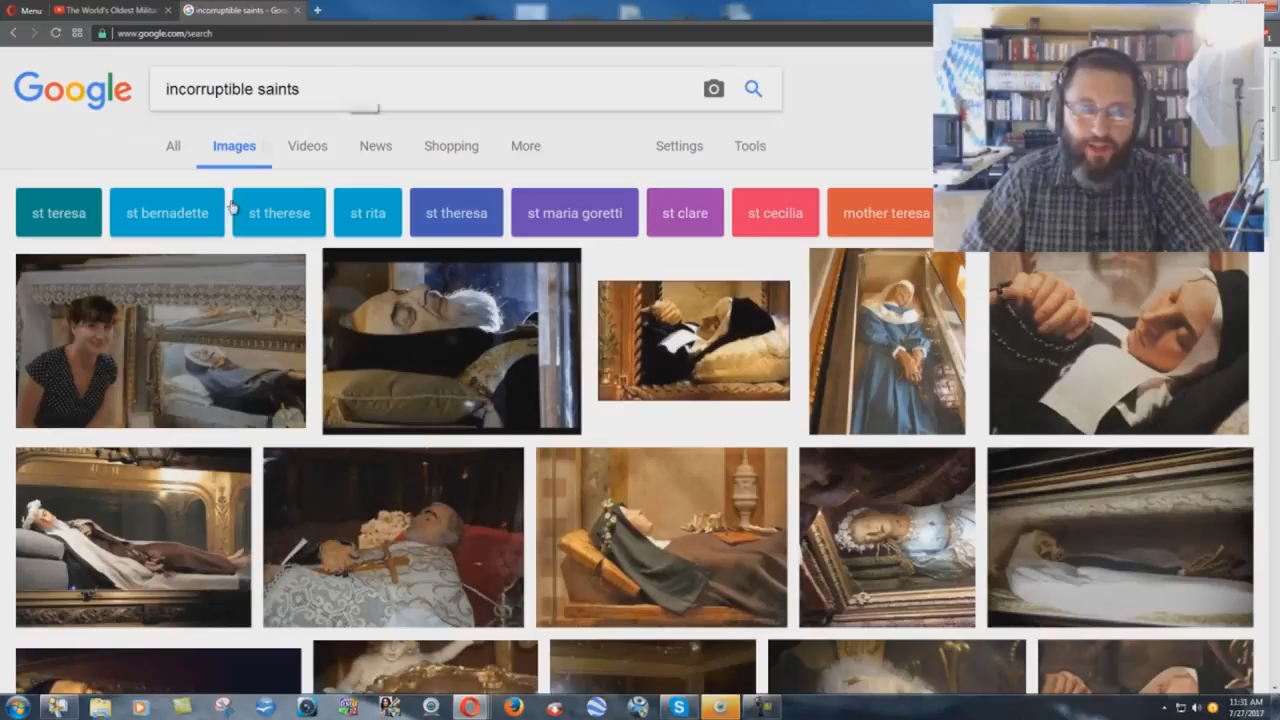 Menu
The World's Oldest Milita
incorruptible saints - Goo
www.google.com/search
Google
incorruptible saints
All
Images
Videos
News
Shopping
More
Settings
Tools
st teresa
st bernadette
st therese
st rita
st theresa
st maria goretti
st clare
st cecilia
mother teresa
11:31 AM
7/27/2017